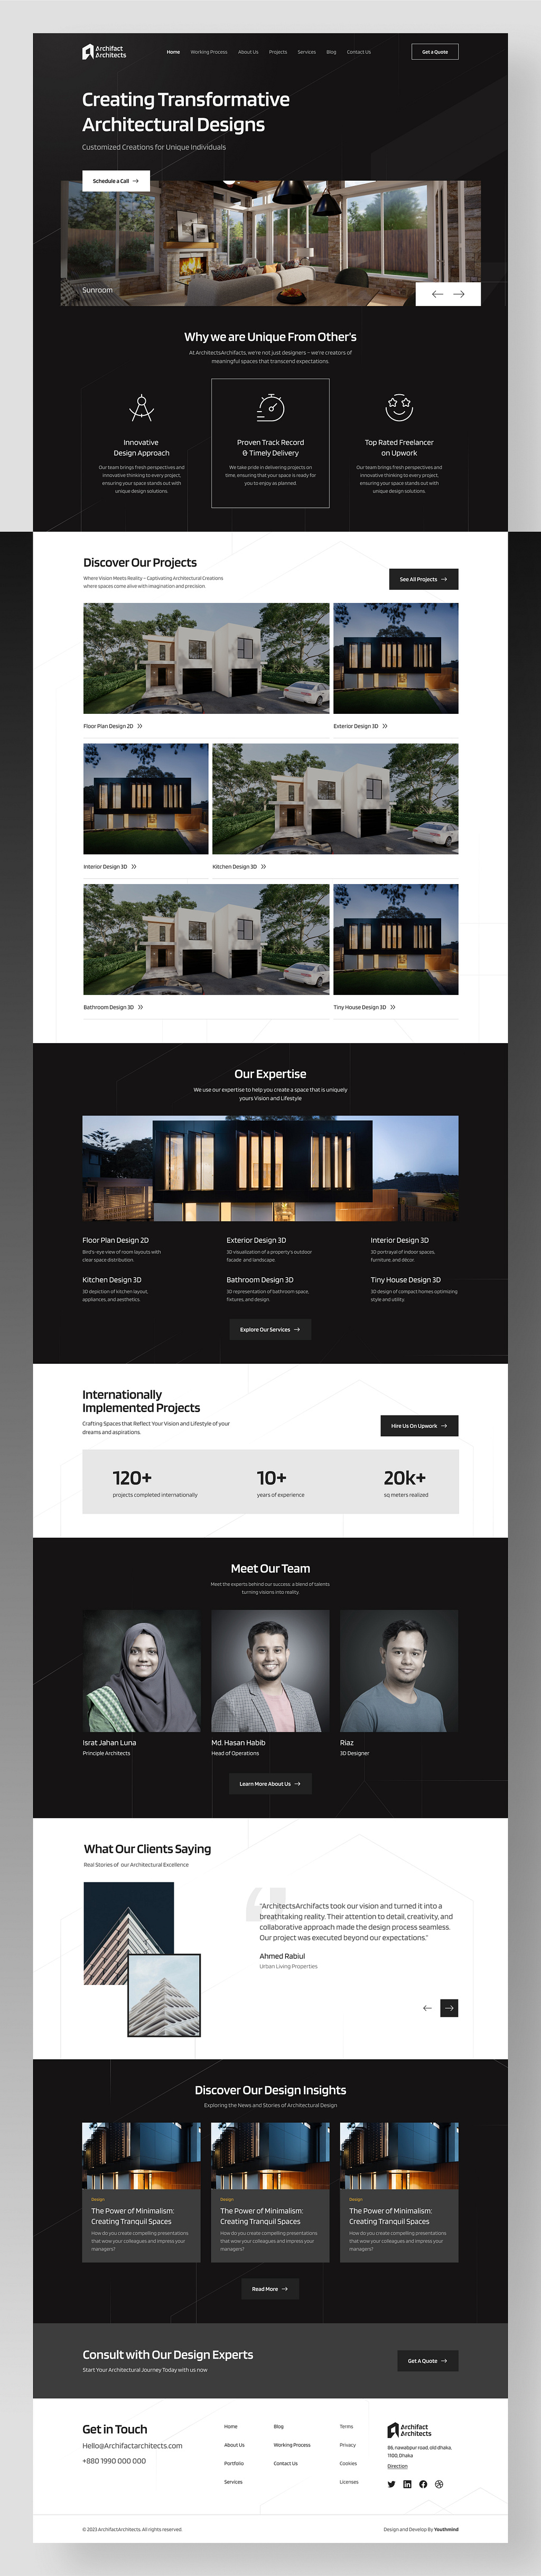 Archifact
Architects
Home
Working Process
About Us
Projects
Services
Blog
Contact Us
Get a Quote
Creating Transformative
Architectural Designs
Customized Creations for Unique Individuals
Schedule a Call
Sunroom
Why we are Unique From Other's
At ArchitectsArchifacts, we're not just designers – we're creators of
meaningful spaces that transcend expectations.
Innovative
Design Approach
Our team brings fresh perspectives and
innovative thinking to every project,
ensuring your space stands out with
unique design solutions.
Proven Track Record
& Timely Delivery
We take pride in delivering projects on
time, ensuring that your space is ready for
you to enjoy as planned.
Top Rated Freelancer
on Upwork
Our team brings fresh perspectives and
innovative thinking to every project,
ensuring your space stands out with
unique design solutions.
Discover Our Projects
Where Vision Meets Reality – Captivating Architectural Creations
where spaces come alive with imagination and precision.
See All Projects
Floor Plan Design 2D
Exterior Design 3D
Interior Design 3D
Kitchen Design 3D
Bathroom Design 3D
Tiny House Design 3D
Our Expertise
We use our expertise to help you create a space that is uniquely
yours Vision and Lifestyle
Floor Plan Design 2D
Bird's-eye view of room layouts with
clear space distribution.
Exterior Design 3D
3D visualization of a property's outdoor
facade and landscape.
Interior Design 3D
3D portrayal of indoor spaces,
furniture, and décor.
Kitchen Design 3D
3D depiction of kitchen layout,
appliances, and aesthetics.
Bathroom Design 3D
3D representation of bathroom space,
fixtures, and design.
Tiny House Design 3D
3D design of compact homes optimizing
style and utility.
Explore Our Services
Internationally
Implemented Projects
Crafting Spaces that Reflect Your Vision and Lifestyle of your
dreams and aspirations.
Hire Us On Upwork
120+
projects completed internationally
10+
years of experience
20k+
sq meters realized
Meet Our Team
Meet the experts behind our success: a blend of talents
turning visions into reality.
Israt Jahan Luna
Principle Architects
Md. Hasan Habib
Head of Operations
Riaz
3D Designer
Learn More About Us
What Our Clients Saying
Real Stories of our Architectural Excellence
"ArchitectsArchifacts took our vision and turned it into a
breathtaking reality. Their attention to detail, creativity, and
collaborative approach made the design process seamless.
Our project was executed beyond our expectations."
Ahmed Rabiul
Urban Living Properties
Discover Our Design Insights
Exploring the News and Stories of Architectural Design
Design
The Power of Minimalism:
Creating Tranquil Spaces
How do you create compelling presentations
that wow your colleagues and impress your
managers?
Design
The Power of Minimalism:
Creating Tranquil Spaces
How do you create compelling presentations
that wow your colleagues and impress your
managers?
Design
The Power of Minimalism:
Creating Tranquil Spaces
How do you create compelling presentations
that wow your colleagues and impress your
managers?
Read More
Consult with Our Design Experts
Start Your Architectural Journey Today with us now
Get A Quote
Get in Touch
Hello@Archifactarchitects.com
+880 1990 000 000
Home
About Us
Portfolio
Services
Blog
Working Process
Contact Us
Terms
Privacy
Cookies
Licenses
Archifact
Architects
86, nawabpur road, old dhaka,
1100, Dhaka
Direction
© 2023 ArchifactArchitects. All rights reserved.
Design and Develop By Youthmind